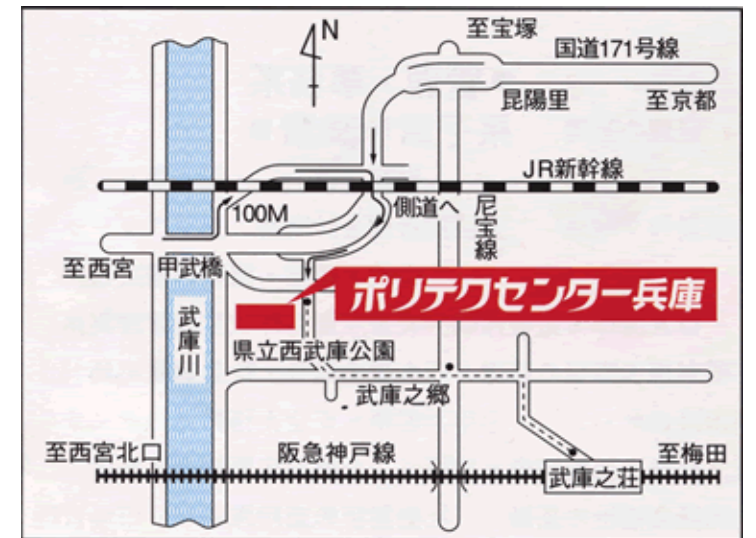 N
至宝塚
国道171号線
昆陽里
至京都
JR新幹線
100M
側道へ
尼宝線
至西宮
甲武橋
ポリテクセンター兵庫
武庫川
県立西武庫公園
武庫之郷
至西宮北口
阪急神戸線
至梅田
武庫之荘